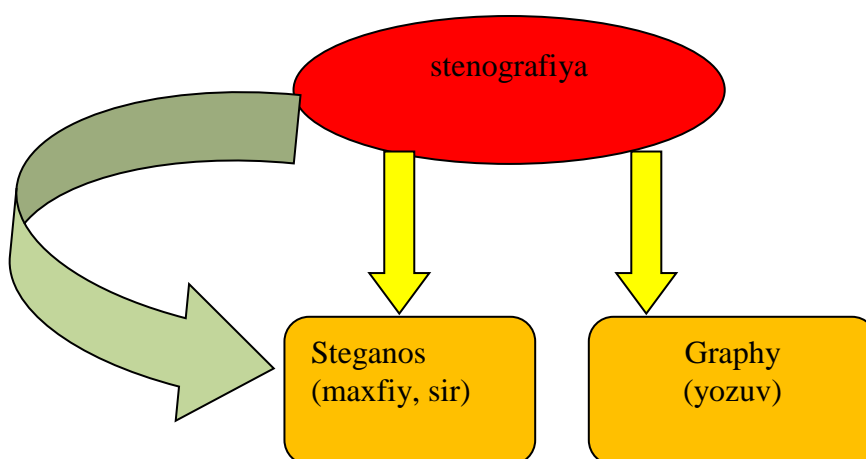 stenografiya
Steganos
(maxfiy, sir)
Graphy
(yozuv)